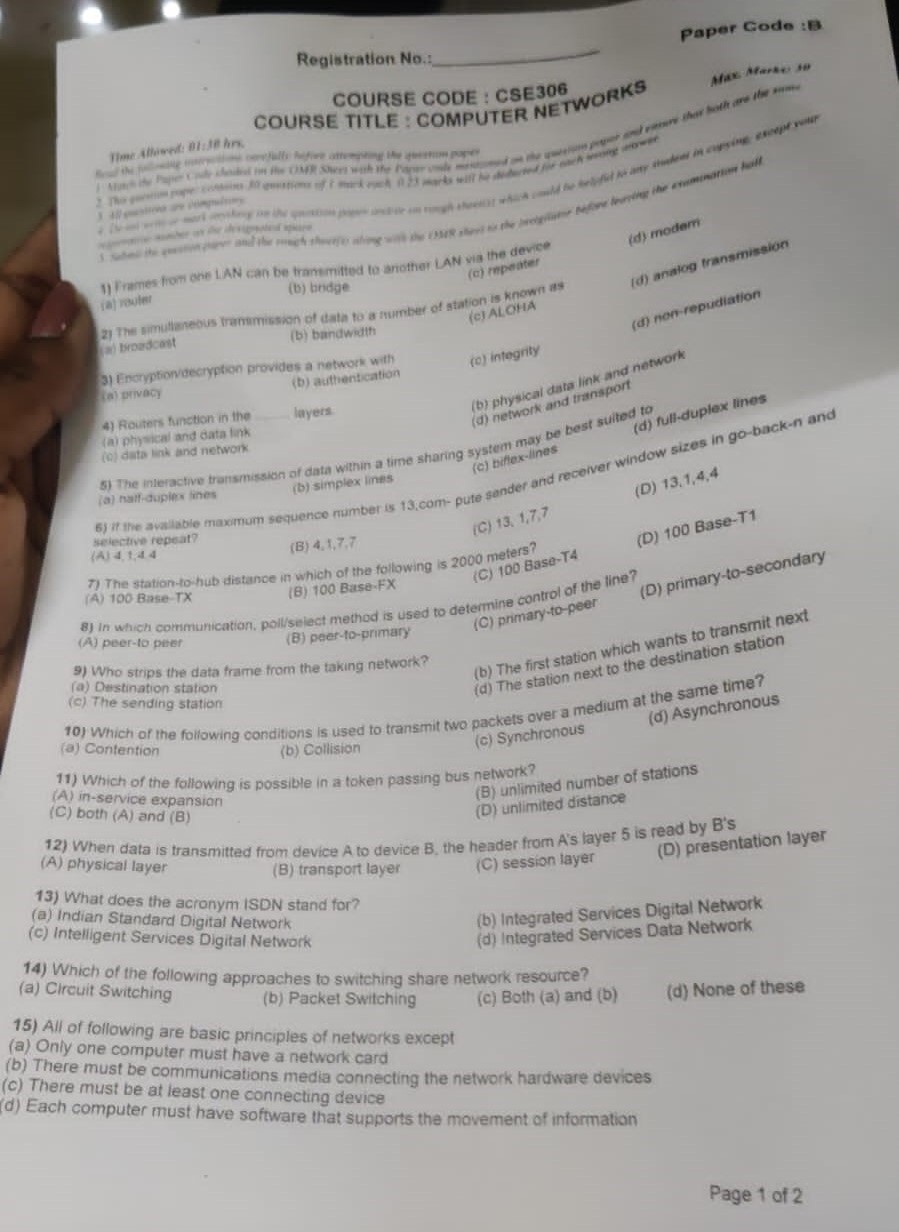 Paper Code :B
Registration No.:
COURSE CODE : CSE306
COURSE TITLE : COMPUTER NETWORKS
Max. Marks: 30
Time Allowed: 01:30 hrs.
Read the following instructions carefully before attempting the question paper.
1. Match the Paper Code shaded on the OMR Sheet with the Paper code mentioned on the question paper and ensure that both are the same.
2. This question paper contains 30 questions of 1 mark each, 0.25 marks will be deducted for each wrong answer
3. All questions are compulsory.
4. Do not write or mark anything on the question paper and/or on rough sheet(s) which could be helpful to any student in copying, except your
registration number on the designated space
5. Submit the question paper and the rough sheet(s) along with the OMR sheet to the invigilator before leaving the examination hall.
1) Frames from one LAN can be transmitted to another LAN via the device
(a) router (b) bridge (c) repeater (d) modem
2) The simultaneous transmission of data to a number of station is known as
(a) broadcast (b) bandwidth (c) ALOHA (d) analog transmission
3) Encryption/decryption provides a network with
(a) privacy (b) authentication (c) integrity (d) non-repudiation
4) Routers function in the ........ layers.
(a) physical and data link (b) physical data link and network
(c) data link and network (d) network and transport
5) The interactive transmission of data within a time sharing system may be best suited to
(a) half-duplex lines (b) simplex lines (c) biflex-lines (d) full-duplex lines
6) If the available maximum sequence number is 13,com- pute sender and receiver window sizes in go-back-n and
selective repeat?
(A) 4,1,4,4 (B) 4,1,7,7 (C) 13, 1,7,7 (D) 13,1,4,4
7) The station-to-hub distance in which of the following is 2000 meters?
(A) 100 Base-TX (B) 100 Base-FX (C) 100 Base-T4 (D) 100 Base-T1
8) In which communication, poll/select method is used to determine control of the line?
(A) peer-to peer (B) peer-to-primary (C) primary-to-peer (D) primary-to-secondary
9) Who strips the data frame from the taking network?
(a) Destination station (b) The first station which wants to transmit next
(c) The sending station (d) The station next to the destination station
10) Which of the following conditions is used to transmit two packets over a medium at the same time?
(a) Contention (b) Collision (c) Synchronous (d) Asynchronous
11) Which of the following is possible in a token passing bus network?
(A) in-service expansion (B) unlimited number of stations
(C) both (A) and (B) (D) unlimited distance
12) When data is transmitted from device A to device B, the header from A's layer 5 is read by B's
(A) physical layer (B) transport layer (C) session layer (D) presentation layer
13) What does the acronym ISDN stand for?
(a) Indian Standard Digital Network (b) Integrated Services Digital Network
(c) Intelligent Services Digital Network (d) Integrated Services Data Network
14) Which of the following approaches to switching share network resource?
(a) Circuit Switching (b) Packet Switching (c) Both (a) and (b) (d) None of these
15) All of following are basic principles of networks except
(a) Only one computer must have a network card
(b) There must be communications media connecting the network hardware devices
(c) There must be at least one connecting device
(d) Each computer must have software that supports the movement of information
Page 1 of 2